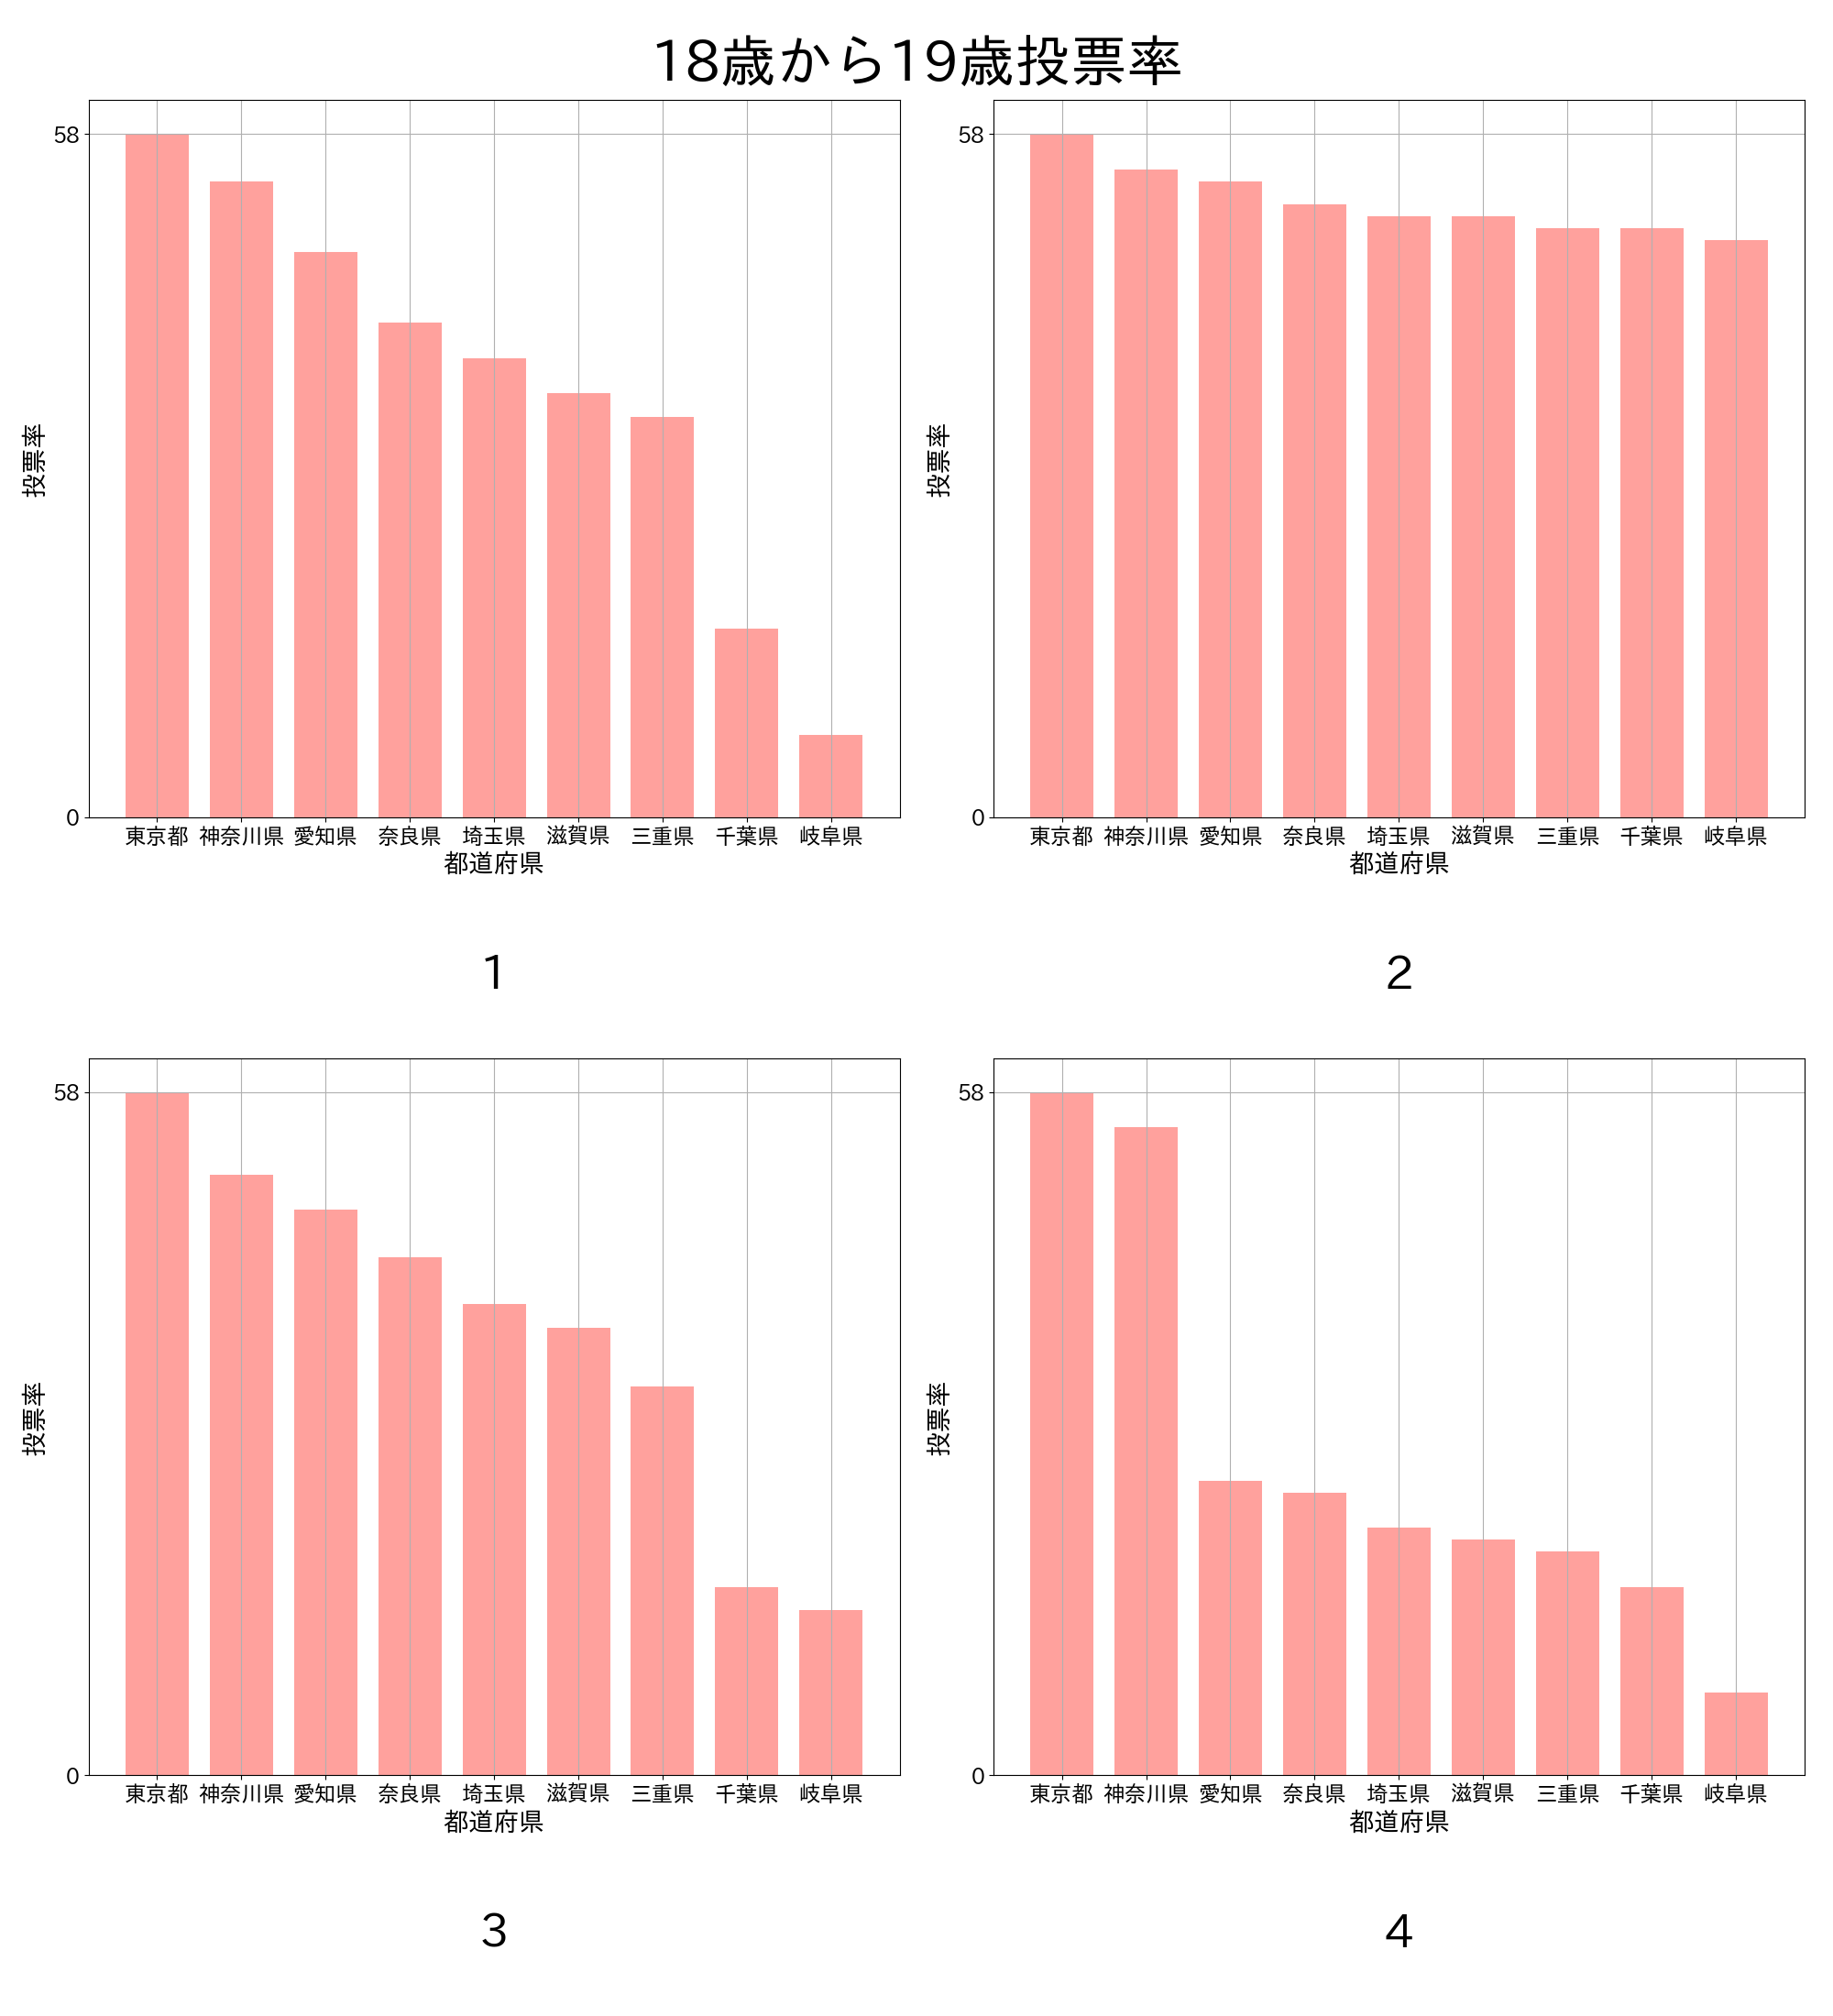 18歳から19歳投票率
58
投票率
0
東京都 神奈川県 愛知県 奈良県 埼玉県 滋賀県 三重県 千葉県 岐阜県
都道府県
1
58
投票率
0
東京都 神奈川県 愛知県 奈良県 埼玉県 滋賀県 三重県 千葉県 岐阜県
都道府県
2
58
投票率
0
東京都 神奈川県 愛知県 奈良県 埼玉県 滋賀県 三重県 千葉県 岐阜県
都道府県
3
58
投票率
0
東京都 神奈川県 愛知県 奈良県 埼玉県 滋賀県 三重県 千葉県 岐阜県
都道府県
4